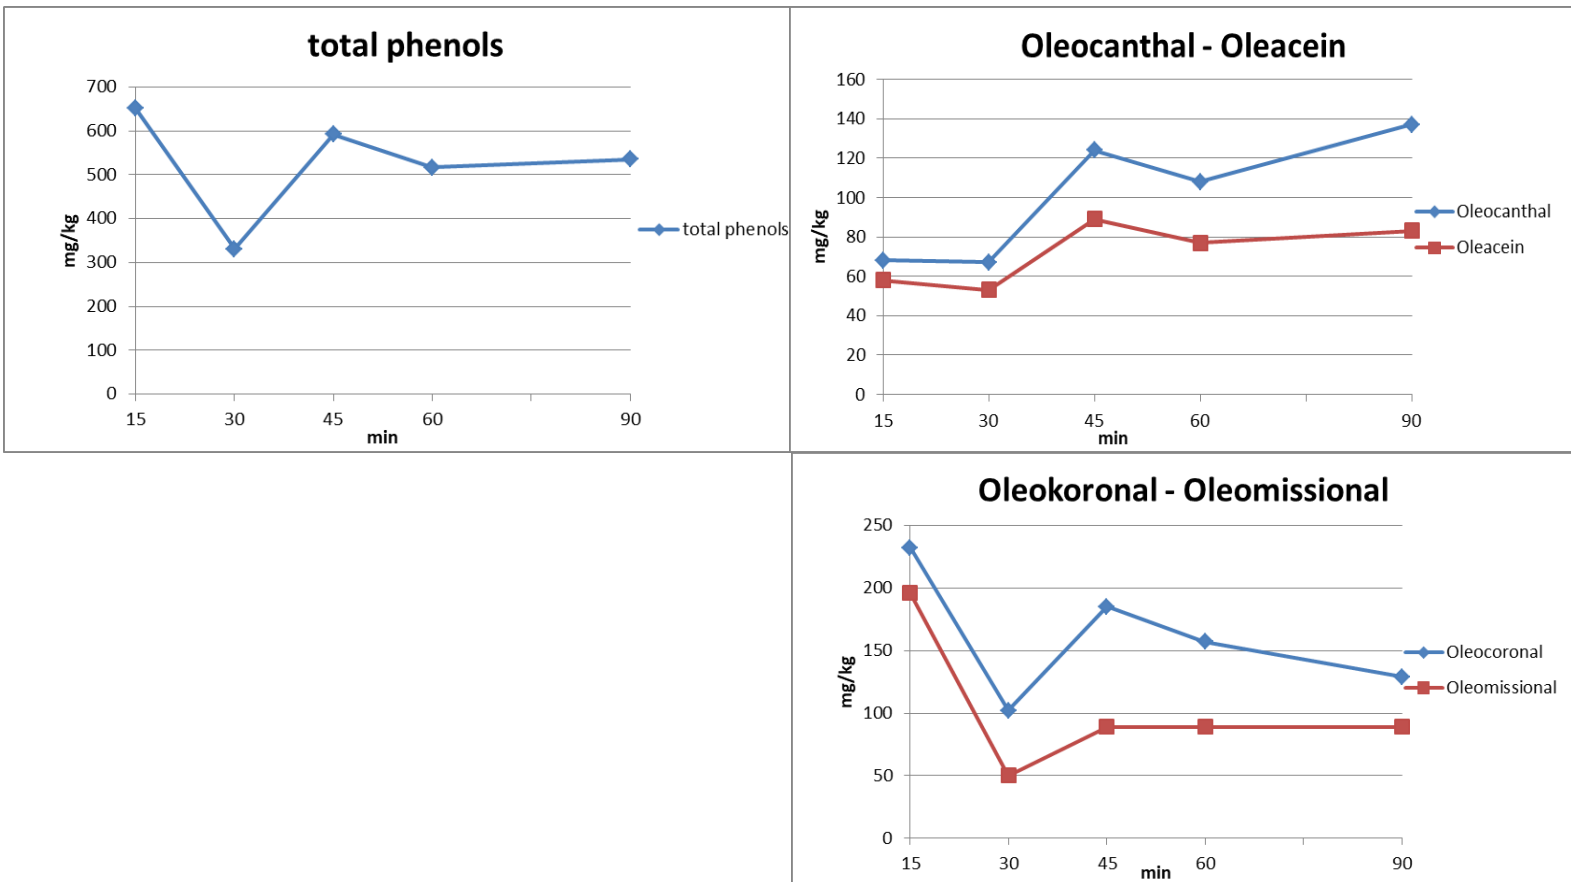 total phenols
700
600
500
400
300
200
100
0
mg/kg
15 30 45 60 90
min
total phenols
Oleocanthal - Oleacein
160
140
120
100
80
60
40
20
0
mg/kg
15 30 45 60 90
min
Oleocanthal
Oleacein
Oleokoronal - Oleomissional
250
200
150
100
50
0
mg/kg
15 30 45 60 90
min
Oleocoronal
Oleomissional